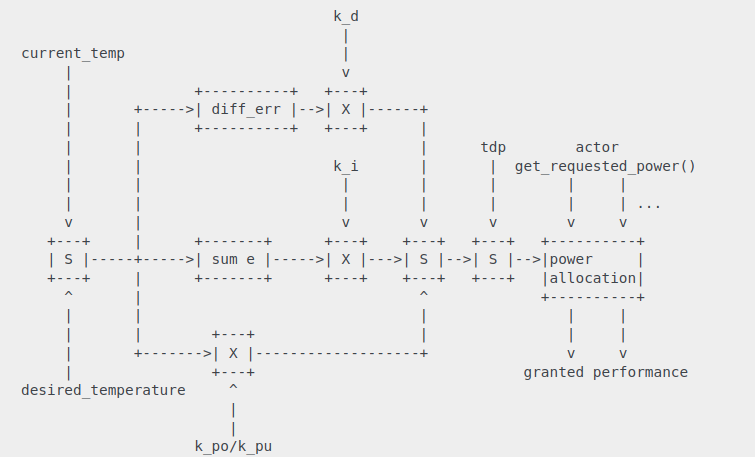 k_d
current_temp
diff_err
X
tdp actor
k_i get_requested_power()
...
S sum e X S S power
allocation
X
granted performance
desired_temperature
k_po/k_pu